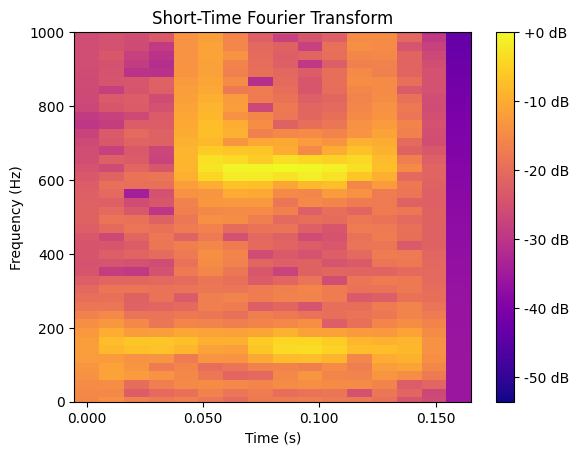 Short-Time Fourier Transform
Frequency (Hz)
1000
800
600
400
200
0
0.000
0.050
0.100
0.150
Time (s)
+0 dB
-10 dB
-20 dB
-30 dB
-40 dB
-50 dB